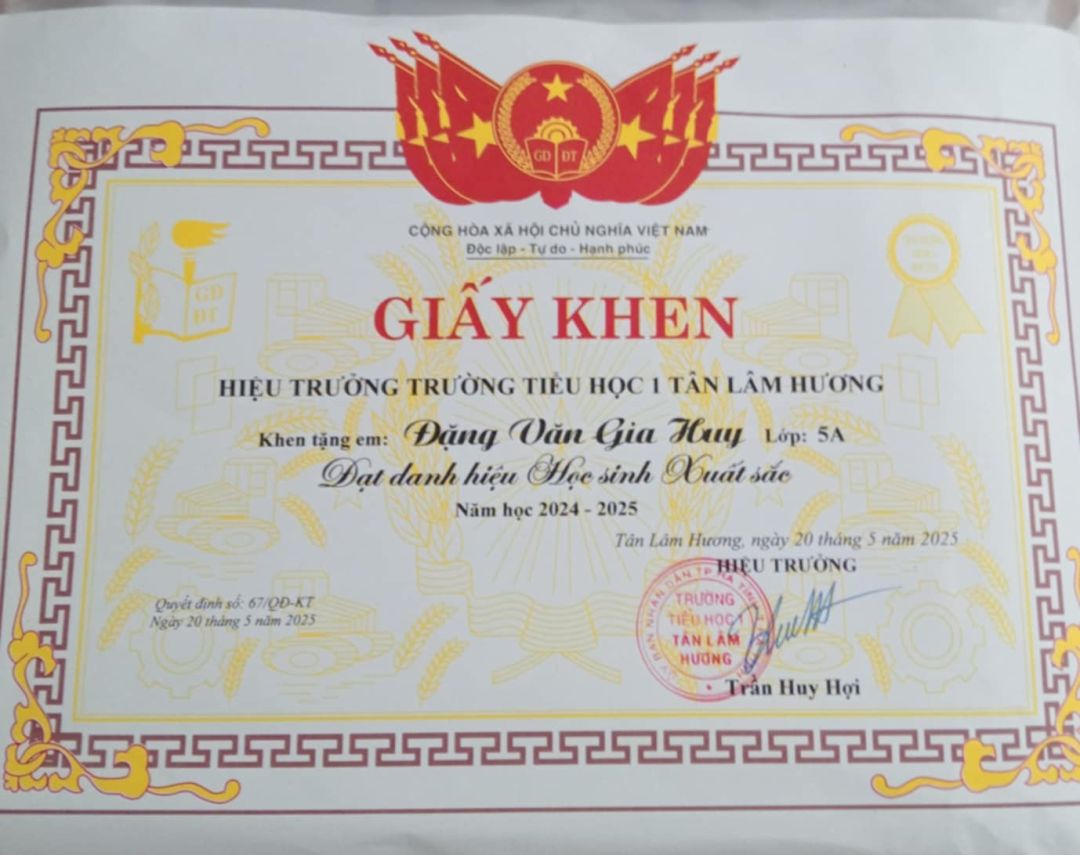 GD ĐT
CỘNG HÒA XÃ HỘI CHỦ NGHĨA VIỆT NAM
Độc lập - Tự do - Hạnh phúc
GD
ĐT
GIẤY KHEN
HIỆU TRƯỞNG TRƯỜNG TIỂU HỌC 1 TÂN LÂM HƯƠNG
Khen tặng em: Đặng Văn Gia Huy Lớp: 5A
Đạt danh hiệu Học sinh Xuất sắc
Năm học 2024 - 2025
Tân Lâm Hương, ngày 20 tháng 5 năm 2025
HIỆU TRƯỞNG
Quyết định số: 67/QĐ-KT
Ngày 20 tháng 5 năm 2025
TRƯỜNG
TIỂU HỌC 1
TÂN LÂM
HƯƠNG
Trần Huy Hợi